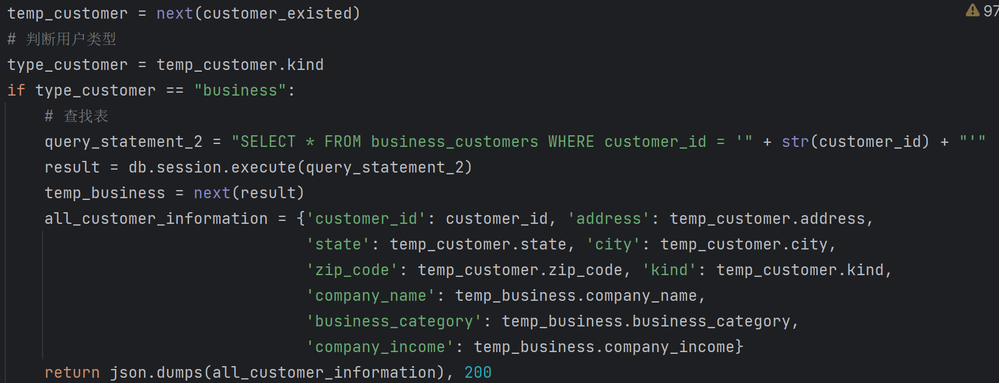 temp_customer = next(customer_existed)
97
# 判断用户类型
type_customer = temp_customer.kind
if type_customer == "business":
    # 查找表
    query_statement_2 = "SELECT * FROM business_customers WHERE customer_id = '" + str(customer_id) + "'"
    result = db.session.execute(query_statement_2)
    temp_business = next(result)
    all_customer_information = {'customer_id': customer_id, 'address': temp_customer.address,
                                'state': temp_customer.state, 'city': temp_customer.city,
                                'zip_code': temp_customer.zip_code, 'kind': temp_customer.kind,
                                'company_name': temp_business.company_name,
                                'business_category': temp_business.business_category,
                                'company_income': temp_business.company_income}
    return json.dumps(all_customer_information), 200